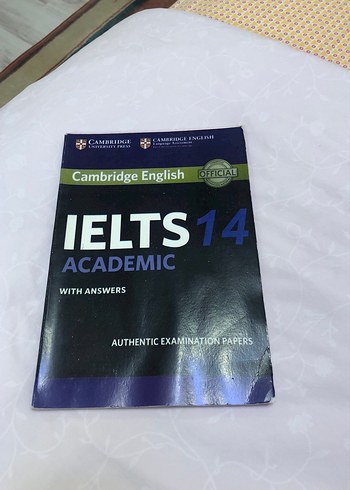 CAMBRIDGE
UNIVERSITY PRESS
CAMBRIDGE ENGLISH
Language Assessment
Cambridge English
OFFICIAL
IELTS 14
ACADEMIC
WITH ANSWERS
AUTHENTIC EXAMINATION PAPERS